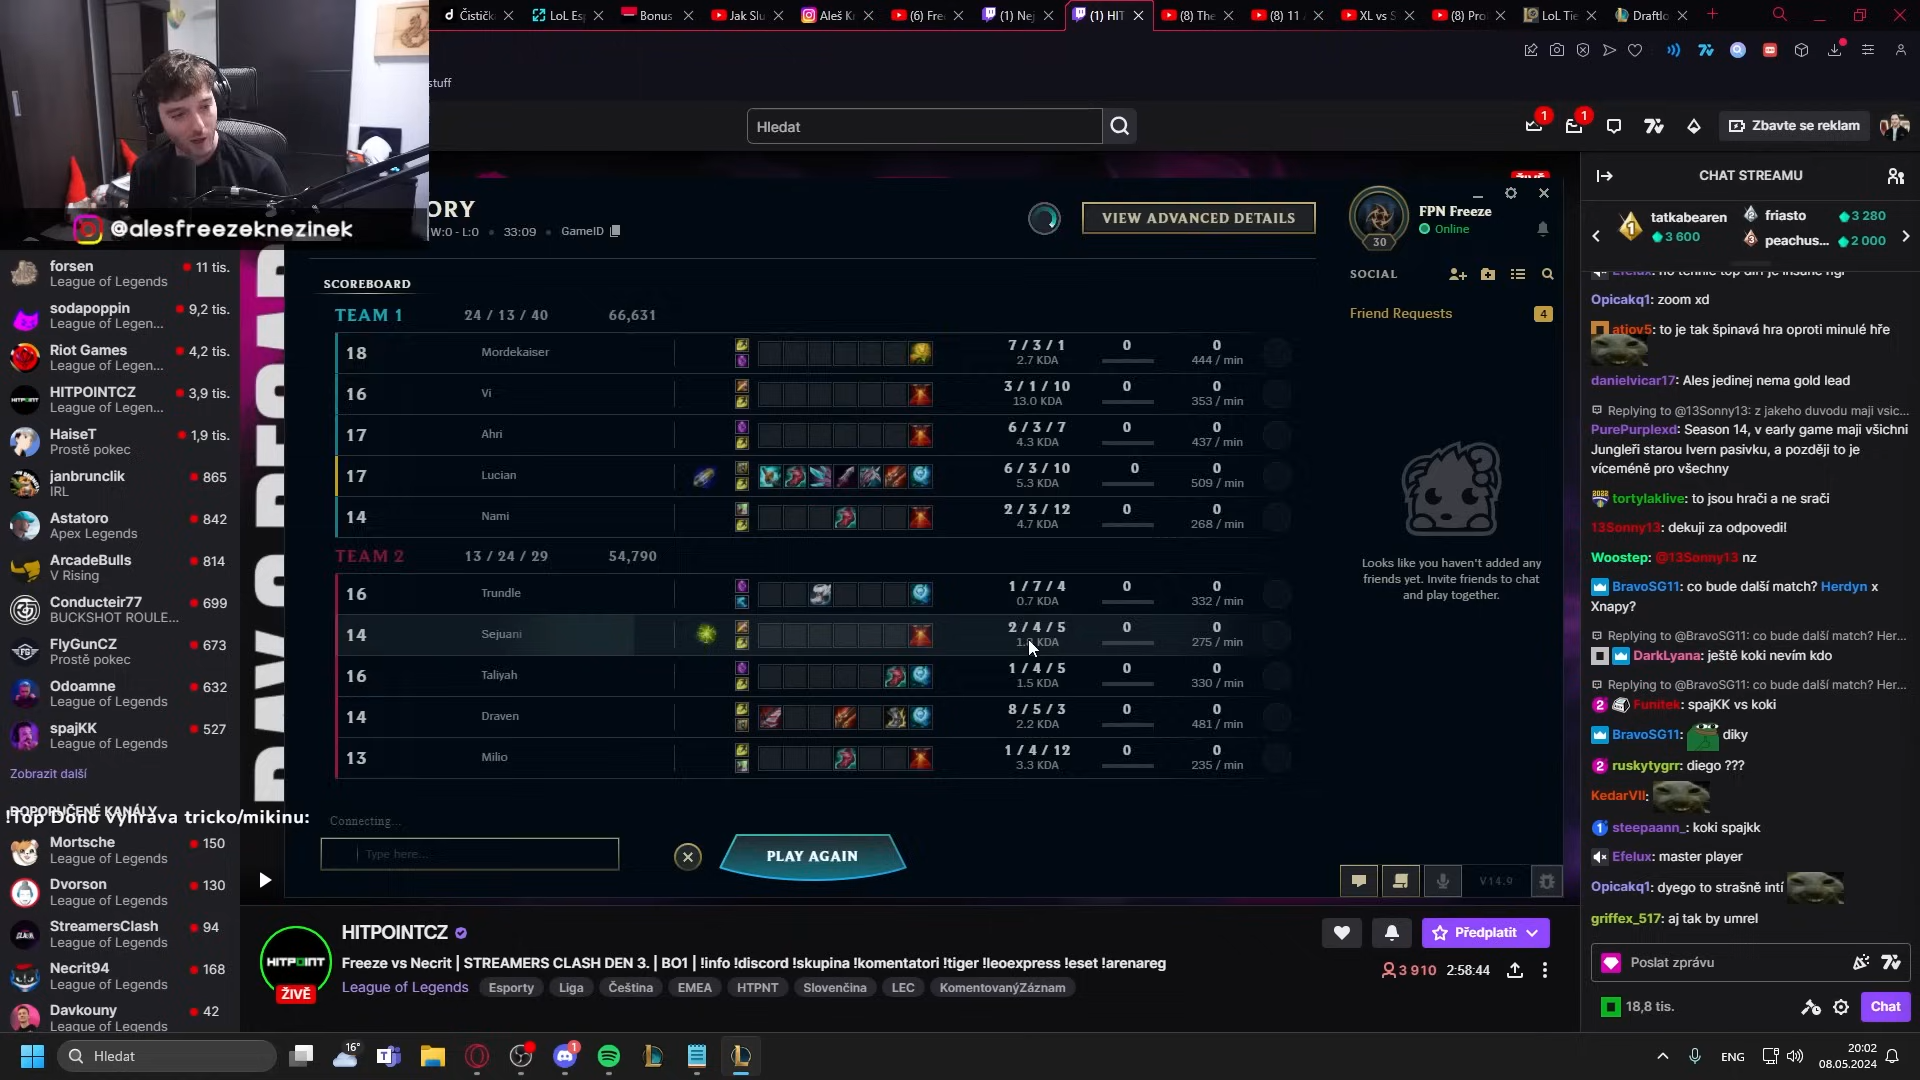 Čističk
LoL Es
Bonus
Jak Slu
Aleš K
(6) Fre
(1) Nej
(1) HIT
(8) The
(8) 11
XL vs S
(8) Pro
LoL Tie
Draftlo
stuff
Hledat
1
1
Zbavte se reklam
@alesfreezeknezinek
ORY
W:0 - L:0 • 33:09 • GameID
VIEW ADVANCED DETAILS
FPN Freeze
Online
30
SOCIAL
Friend Requests 4
Looks like you haven't added any
friends yet. Invite friends to chat
and play together.
SCOREBOARD
TEAM 1 24 / 13 / 40 66,631
18 Mordekaiser 7 / 3 / 1 0 0
2.7 KDA 444 / min
16 Vi 3 / 1 / 10 0 0
13.0 KDA 353 / min
17 Ahri 6 / 3 / 7 0 0
4.3 KDA 437 / min
17 Lucian 6 / 3 / 10 0 0
5.3 KDA 509 / min
14 Nami 2 / 3 / 12 0 0
4.7 KDA 268 / min
TEAM 2 13 / 24 / 29 54,790
16 Trundle 1 / 7 / 4 0 0
0.7 KDA 332 / min
14 Sejuani 2 / 4 / 5 0 0
KDA 275 / min
16 Taliyah 1 / 4 / 5 0 0
1.5 KDA 330 / min
14 Draven 8 / 5 / 3 0 0
2.2 KDA 481 / min
13 Milio 1 / 4 / 12 0 0
3.3 KDA 235 / min
Connecting...
Type here...
PLAY AGAIN
V14.9
forsen 11 tis.
League of Legends
sodapoppin 9,2 tis.
League of Legen...
Riot Games 4,2 tis.
League of Legen...
HITPOINTCZ 3,9 tis.
League of Legen...
HaiseT 1,9 tis.
Prostě pokec
janbrunclik 865
IRL
Astatoro 842
Apex Legends
ArcadeBulls 814
V Rising
Conducteir77 699
BUCKSHOT ROULE...
FlyGunCZ 673
Prostě pokec
Odoamne 632
League of Legends
spajKK 527
League of Legends
Zobrazit další
DOPORUČENÉ KANÁLY
!Top Dono vyhrava tricko/mikinu:
Mortsche 150
League of Legends
Dvorson 130
League of Legends
StreamersClash 94
League of Legends
Necrit94 168
League of Legends
Davkouny 42
League of Legends
HITPOINT
ŽIVĚ
HITPOINTCZ
Freeze vs Necrit | STREAMERS CLASH DEN 3. | BO1 | !info !discord !skupina !komentatori !tiger !leoexpress !eset !arenareg
League of Legends Esporty Liga Čeština EMEA HTPNT Slovenčina LEC KomentovanýZáznam
Předplatit
3 910 2:58:44
CHAT STREAMU
1 tatkabearen
3 600
2 friasto 3 280
3 peachus... 2 000
Opicakq1: zoom xd
atjov5: to je tak špinavá hra oproti minulé hře
danielvicar17: Ales jedinej nema gold lead
Replying to @13Sonny13: z jakeho duvodu maji vsic...
PurePurplexd: Season 14, v early game maji všichni
Jungleři starou Ivern pasivku, a později to je
víceméně pro všechny
tortylaklive: to jsou hrači a ne srači
13Sonny13: dekuji za odpovedi!
Woostep: @13Sonny13 nz
BravoSG11: co bude další match? Herdyn x
Xnapy?
Replying to @BravoSG11: co bude další match? Her...
DarkLyana: ještě koki nevím kdo
Replying to @BravoSG11: co bude další match? Her...
Funitek: spajKK vs koki
BravoSG11: diky
ruskytygrr: diego ???
KedarVII:
steepaann_: koki spajkk
Efelux: master player
Opicakq1: dyego to strašně intí
griffex_517: aj tak by umrel
Poslat zprávu
18,8 tis.
Chat
Hledat
16°
1
ENG
20:02
08.05.2024